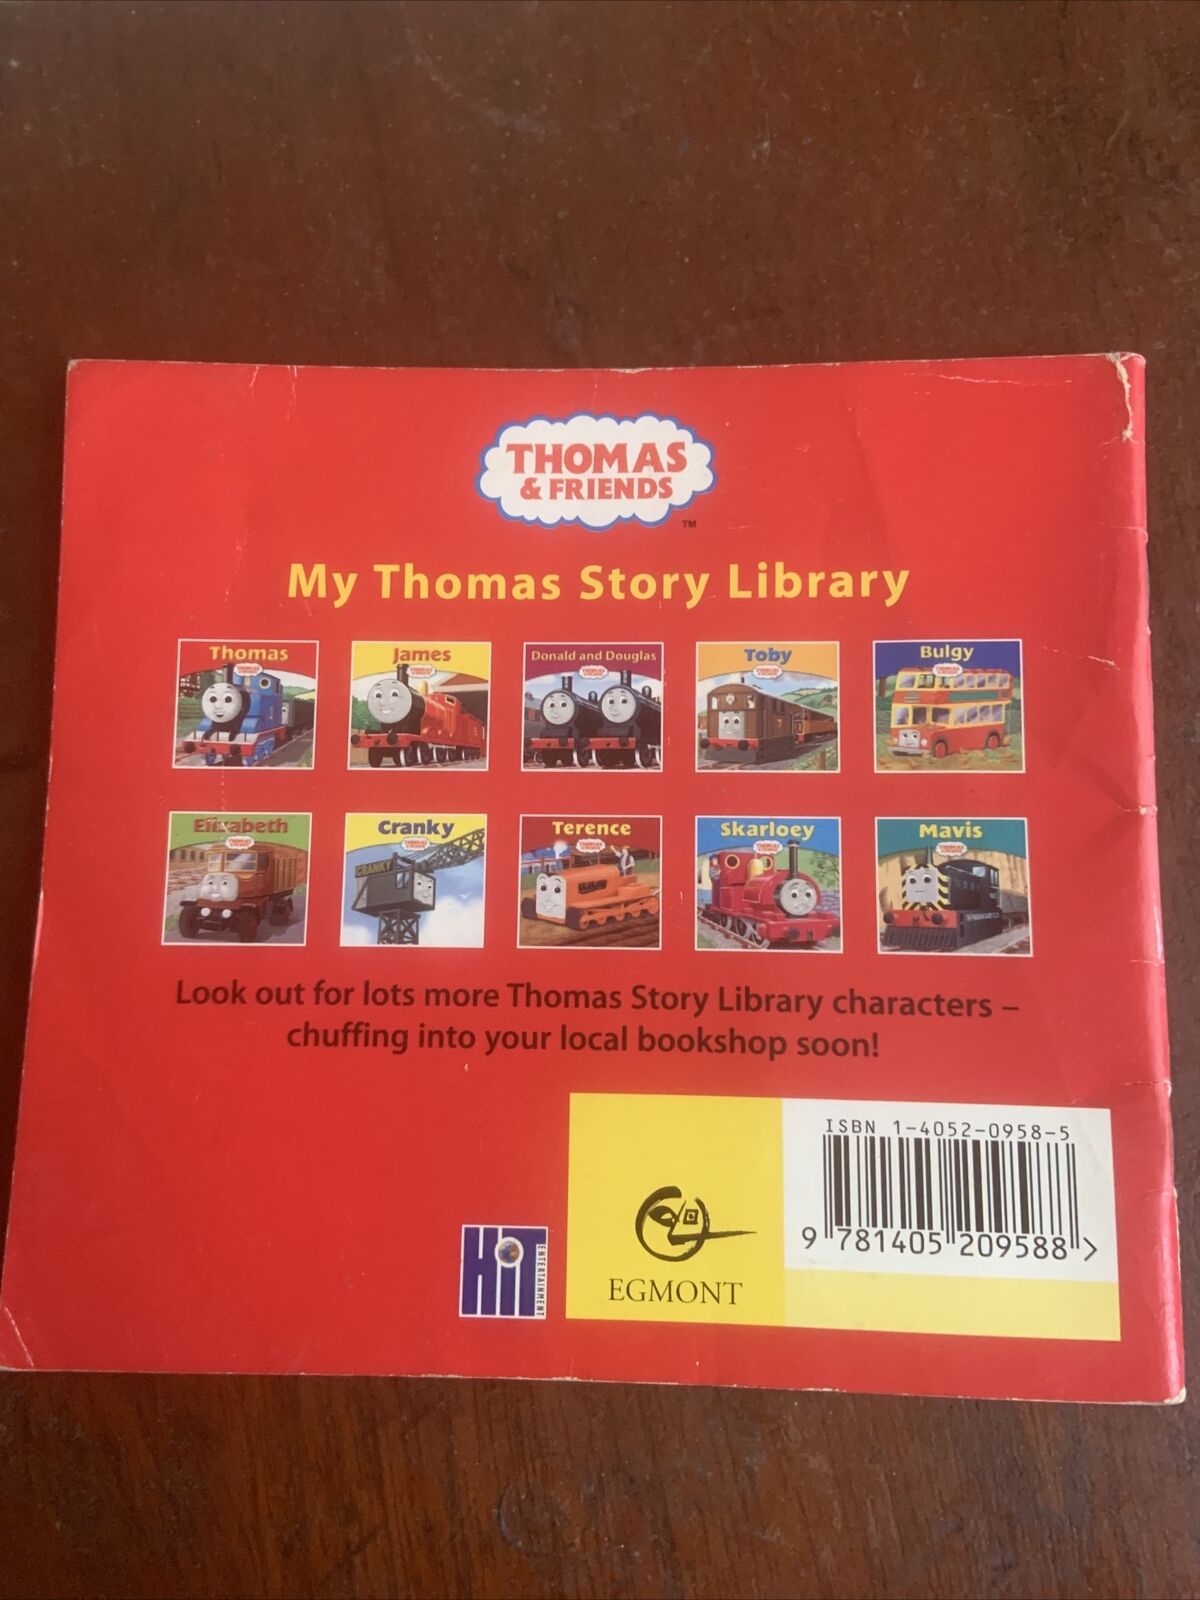 THOMAS
& FRIENDS
TM
My Thomas Story Library
Thomas
James
Donald and Douglas
Toby
Bulgy
Elizabeth
Cranky
CRANKY
Terence
Skarloey
Mavis
Look out for lots more Thomas Story Library characters –
chuffing into your local bookshop soon!
ISBN 1-4052-0958-5
9 781405 209588 >
HiT
ENTERTAINMENT
EGMONT